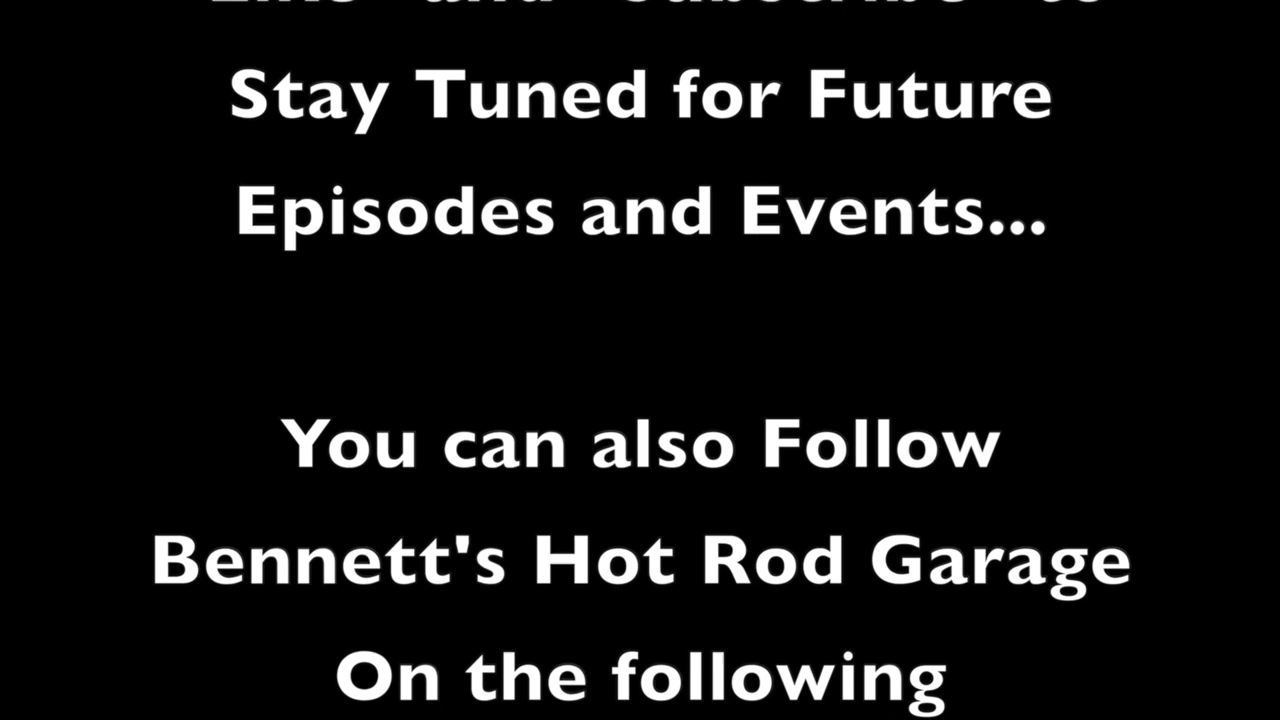 Stay Tuned for Future
Episodes and Events...
You can also Follow
Bennett's Hot Rod Garage
On the following